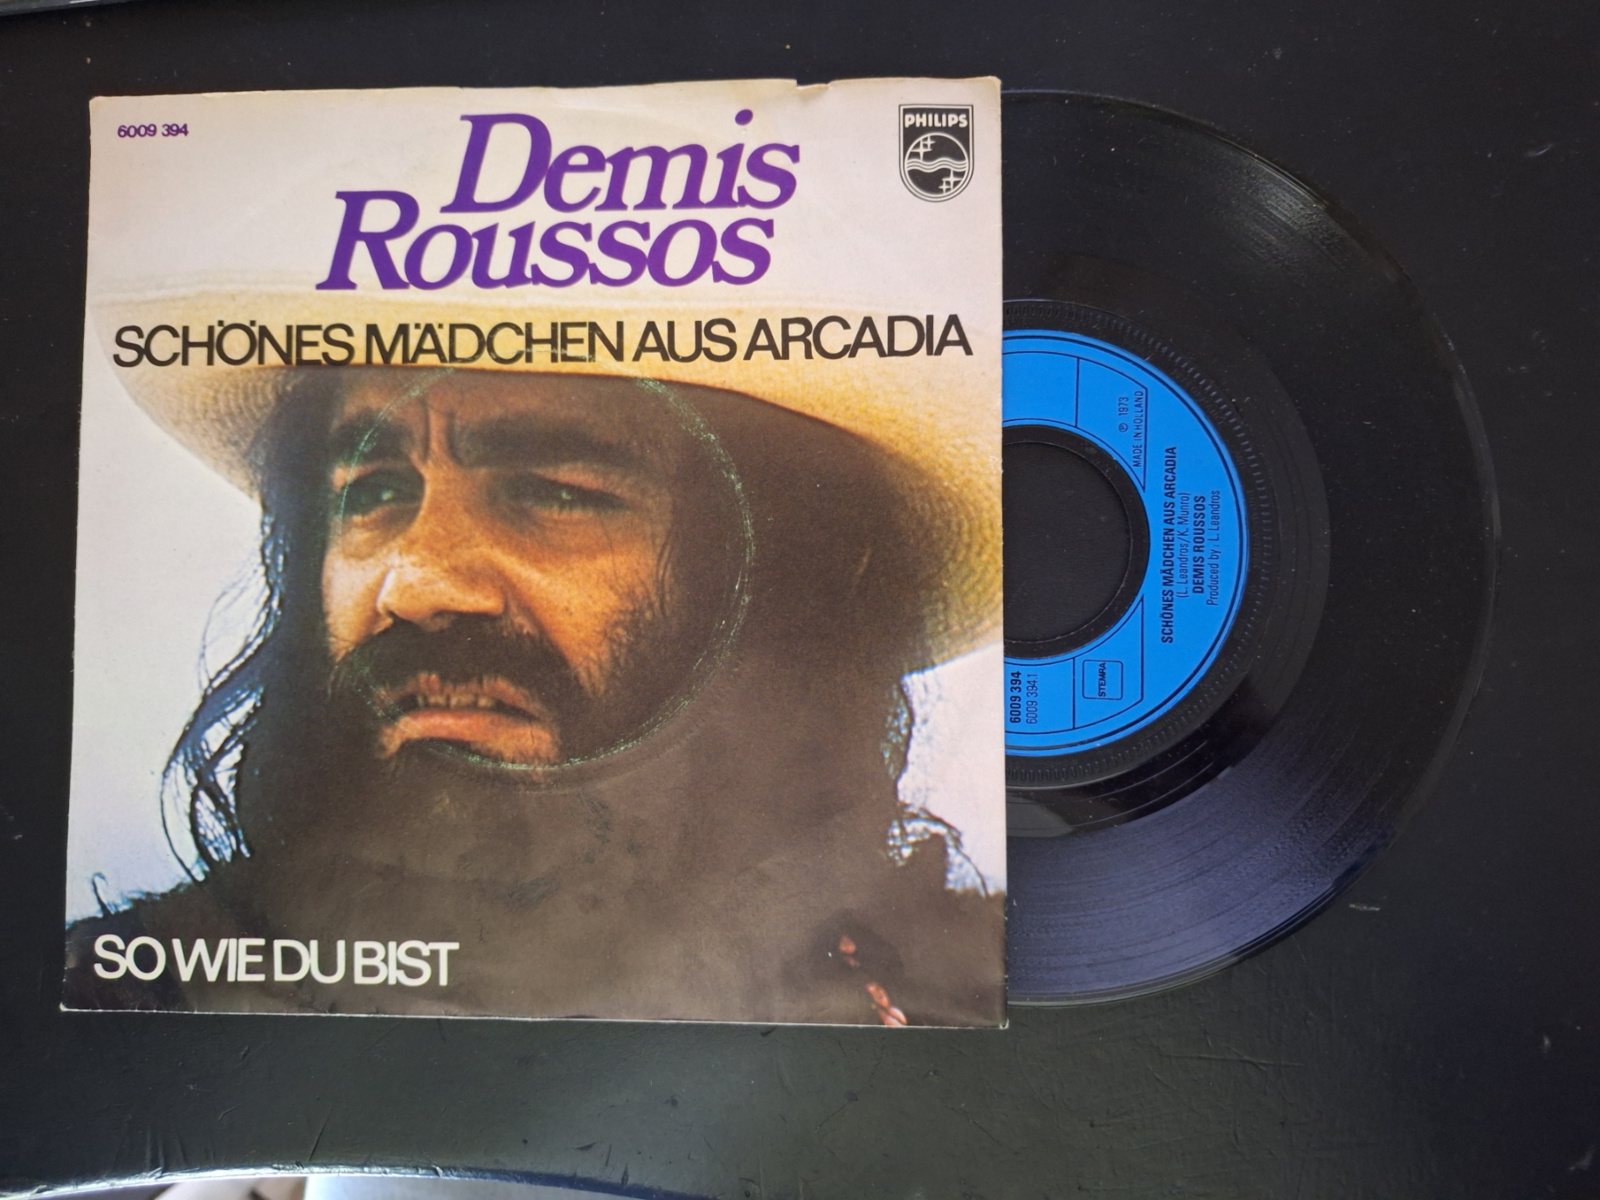 6009 394
Demis
Roussos
PHILIPS
SCHÖNES MÄDCHEN AUS ARCADIA
SO WIE DU BIST
℗ 1973
MADE IN HOLLAND
SCHÖNES MÄDCHEN AUS ARCADIA
(L. Leandros/K. Munro)
DEMIS ROUSSOS
Produced by: L. Leandros
STEMRA
6009 394
6009 394.1